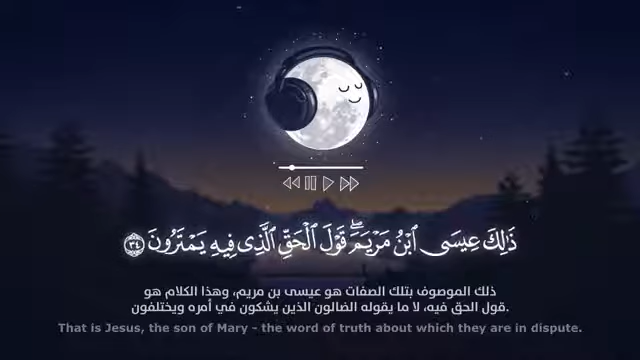 ذَٰلِكَ عِيسَى ٱبْنُ مَرْيَمَ ۖ قَوْلَ ٱلْحَقِّ ٱلَّذِى فِيهِ يَمْتَرُونَ ٣٤
ذلك الموصوف بتلك الصفات هو عيسى بن مريم، وهذا الكلام هو
قول الحق فيه، لا ما يقوله الضالون الذين يشكون في أمره ويختلفون.
That is Jesus, the son of Mary - the word of truth about which they are in dispute.